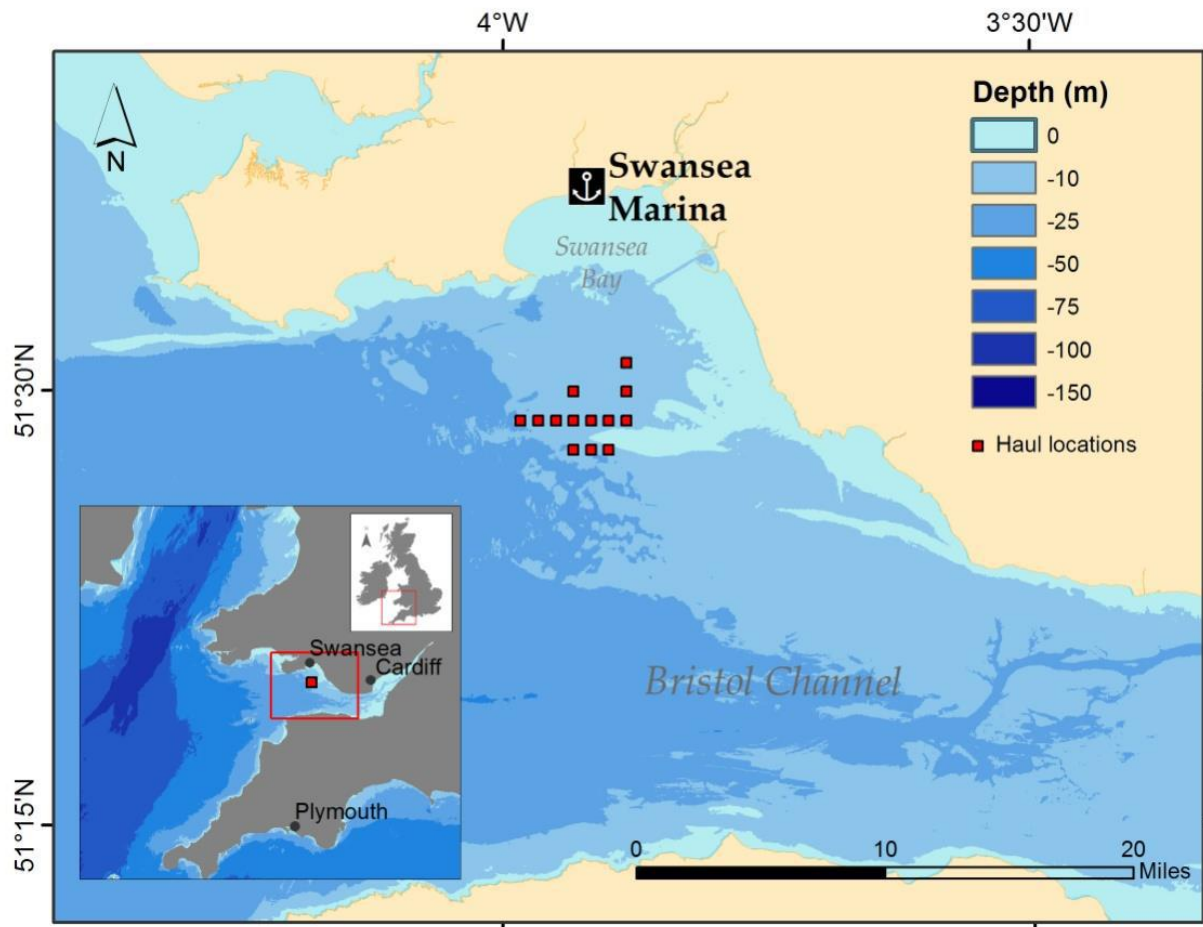 4°W
3°30'W
Depth (m)
0
-10
-25
-50
-75
-100
-150
Haul locations
N
Swansea
Marina
Swansea
Bay
51°30'N
Swansea
Cardiff
Plymouth
Bristol Channel
51°15'N
0
10
20
Miles